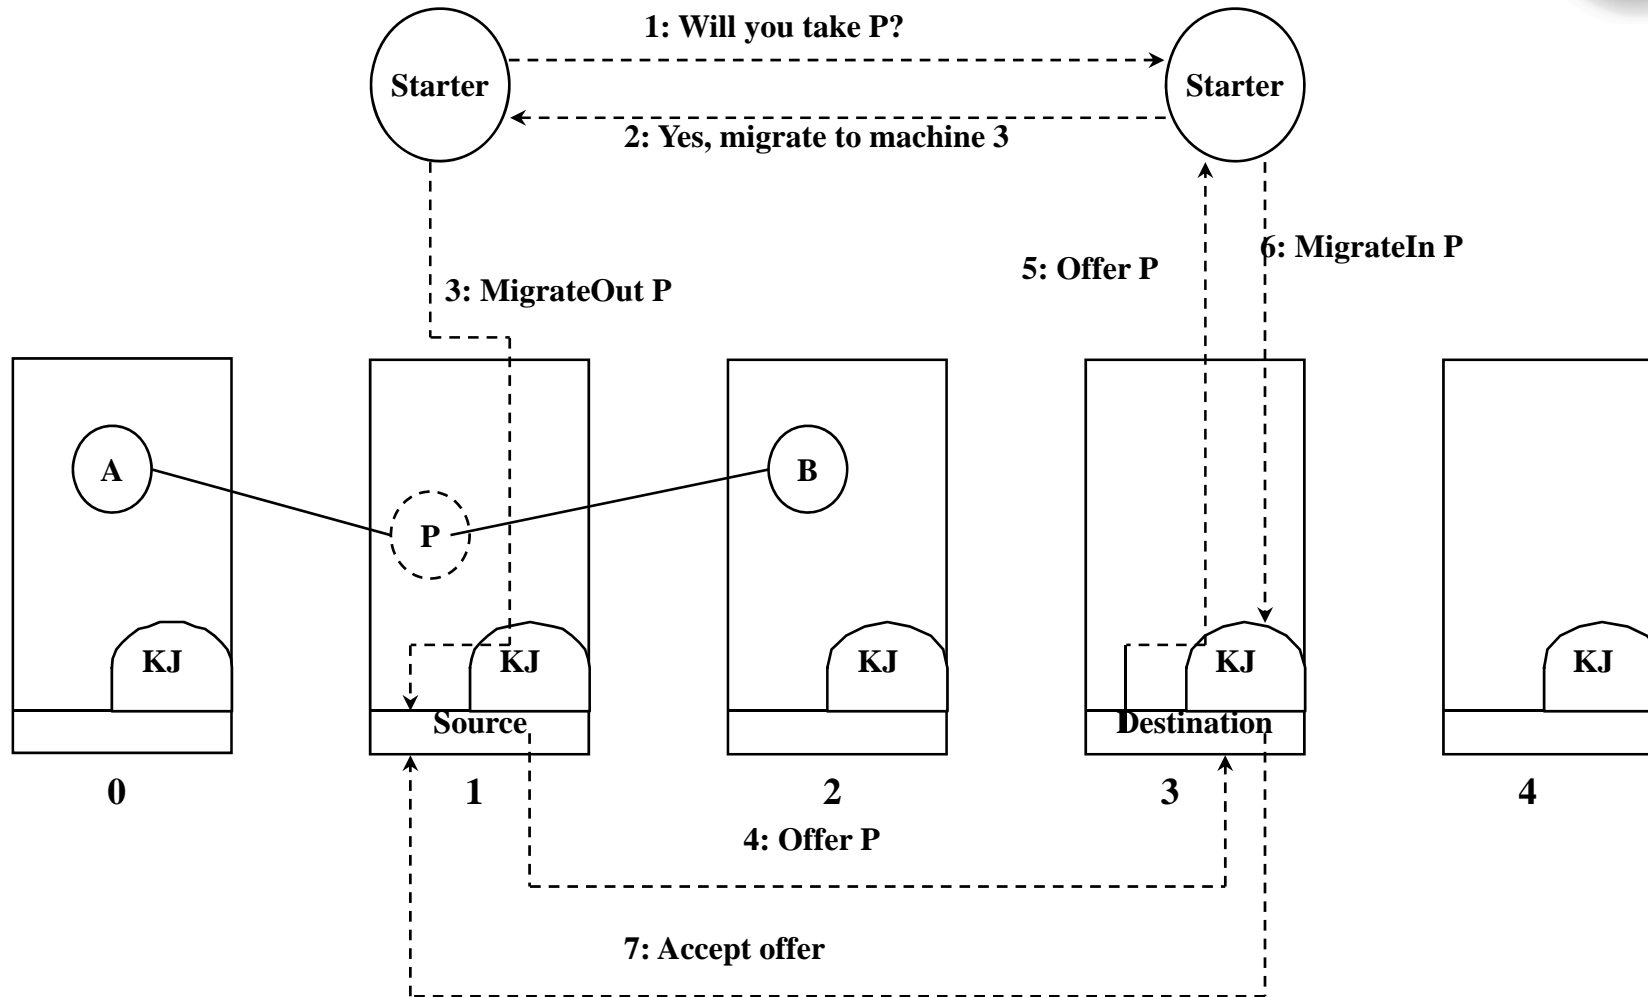 1: Will you take P?
Starter
Starter
2: Yes, migrate to machine 3
6: MigrateIn P
5: Offer P
3: MigrateOut P
A
B
P
KJ
KJ
KJ
KJ
KJ
Source
Destination
0
1
2
3
4
4: Offer P
7: Accept offer